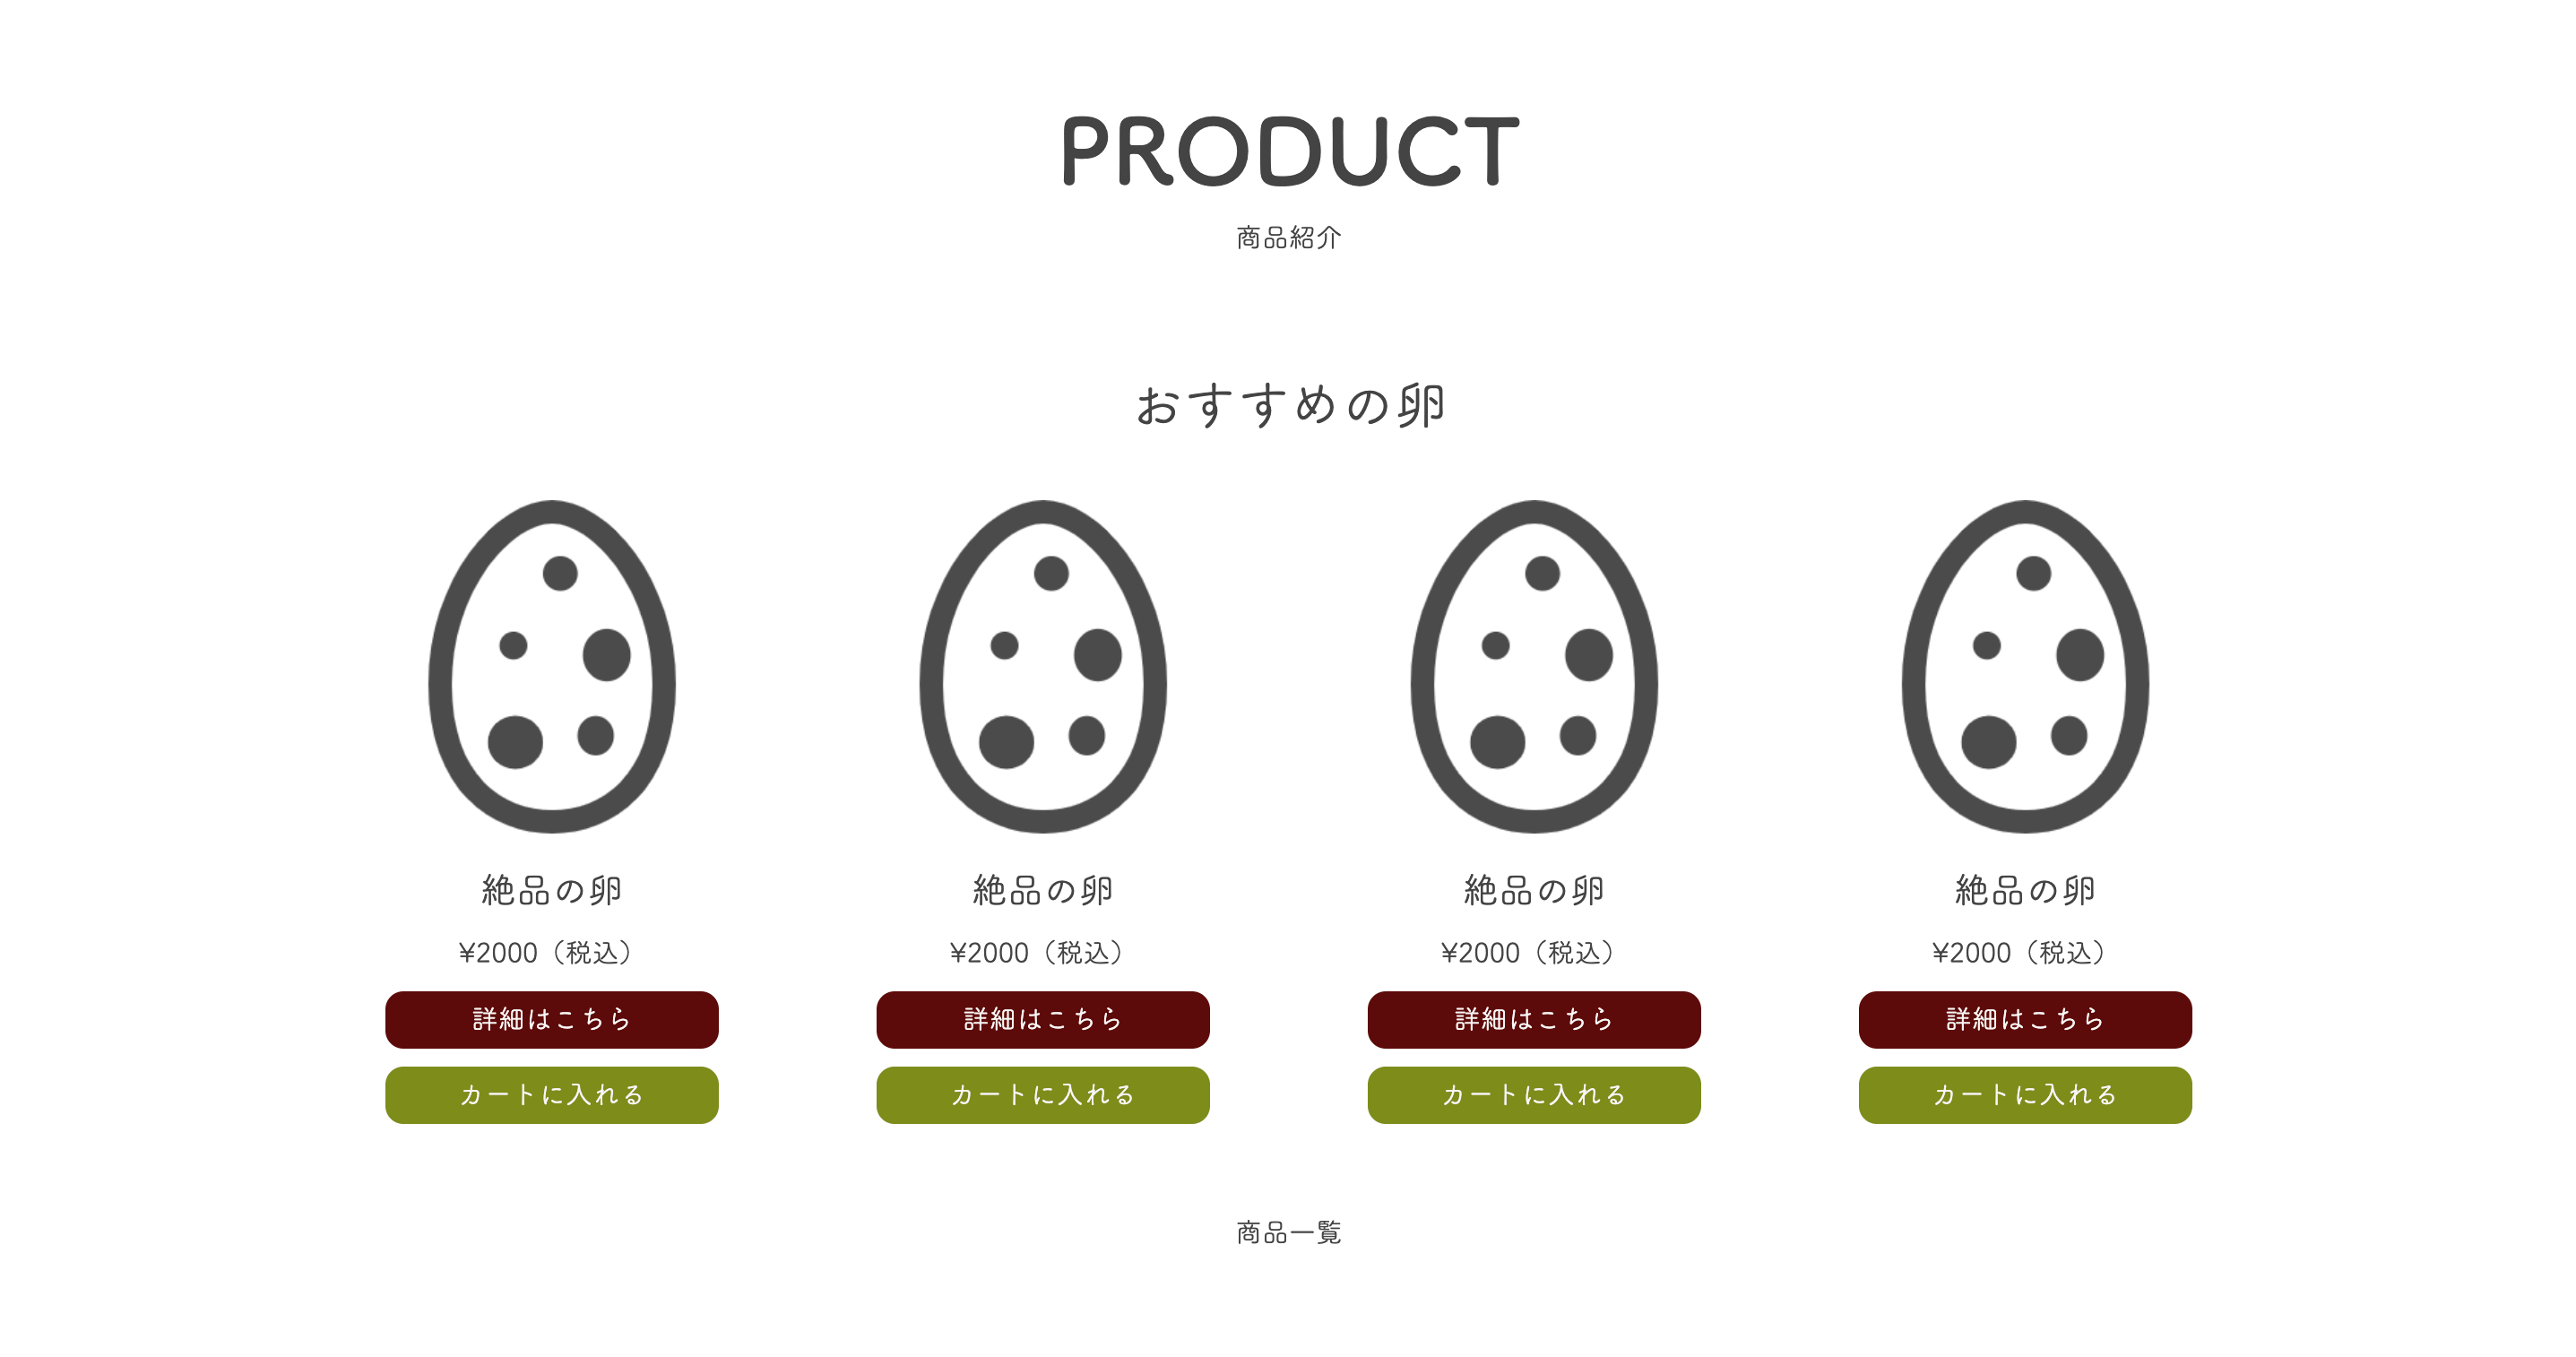 PRODUCT
商品紹介
おすすめの卵
絶品の卵 絶品の卵 絶品の卵 絶品の卵
¥2000（税込） ¥2000（税込） ¥2000（税込） ¥2000（税込）
詳細はこちら 詳細はこちら 詳細はこちら 詳細はこちら
カートに入れる カートに入れる カートに入れる カートに入れる
商品一覧